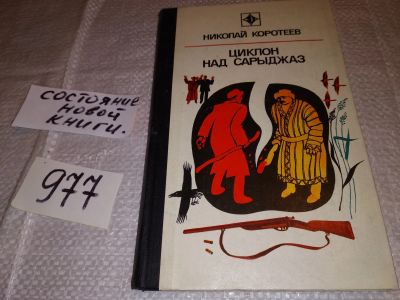 НИКОЛАЙ КОРОТЕЕВ
ЦИКЛОН
НАД САРЫДЖАЗ
состояние
новой
книги.
977